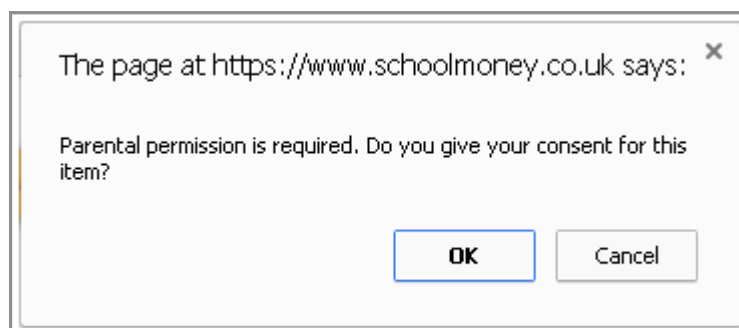 The page at https://www.schoolmoney.co.uk says:
×
Parental permission is required. Do you give your consent for this
item?
OK Cancel